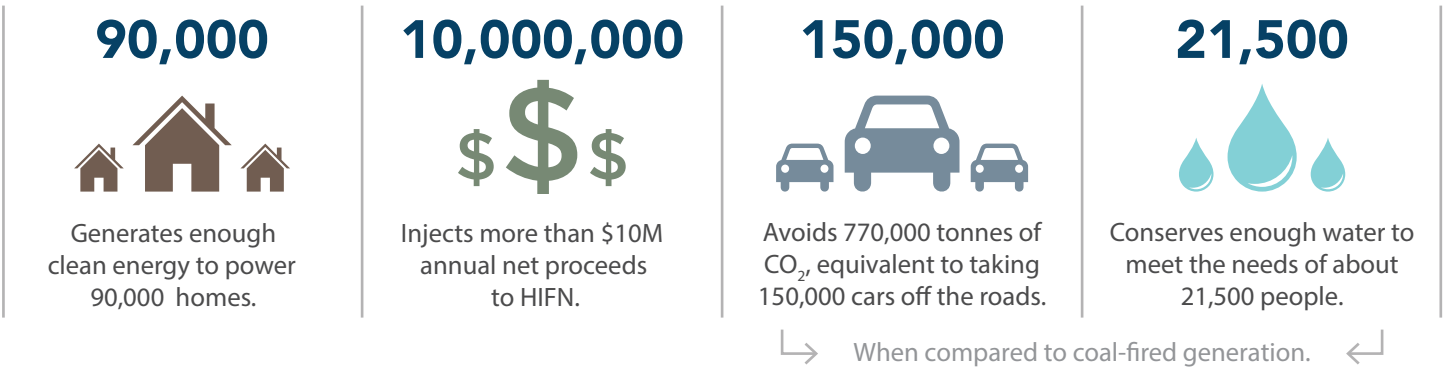 90,000
Generates enough
clean energy to power
90,000 homes.
10,000,000
$ $ $
Injects more than $10M
annual net proceeds
to HIFN.
150,000
Avoids 770,000 tonnes of
CO₂, equivalent to taking
150,000 cars off the roads.
21,500
Conserves enough water to
meet the needs of about
21,500 people.
When compared to coal-fired generation.